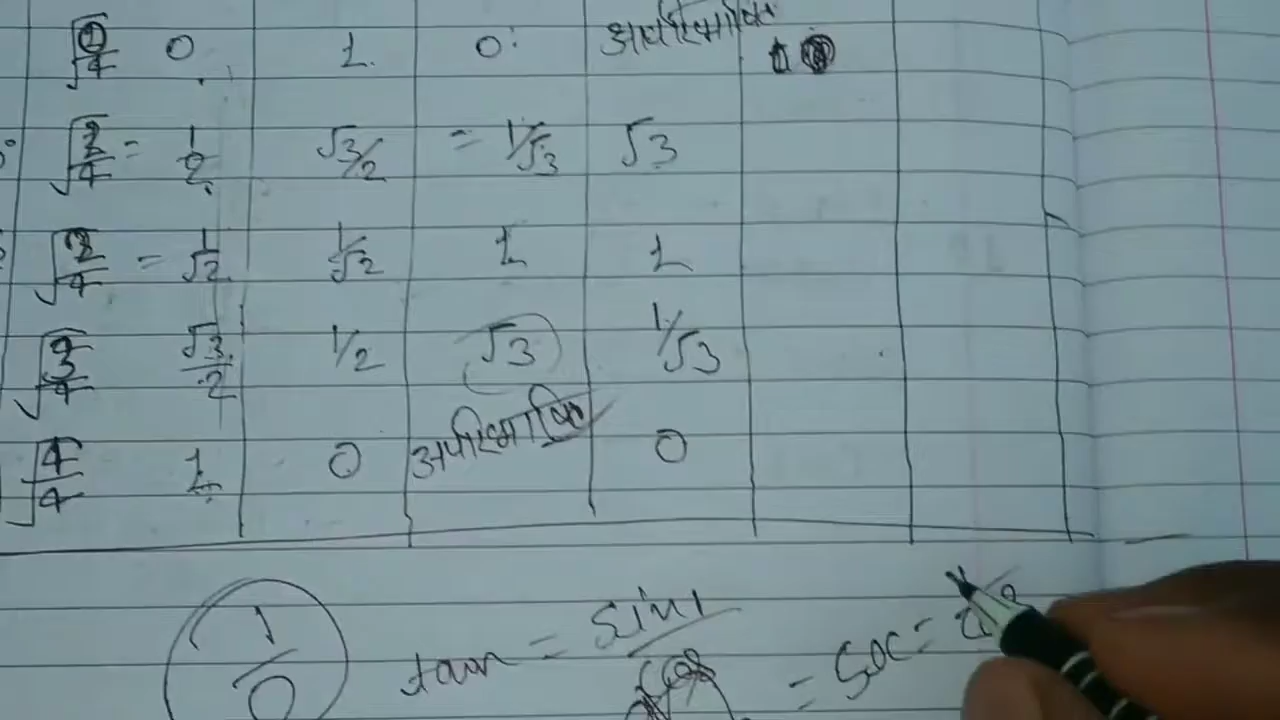 √0/4 0 1 0 अपरिभाषित
° √1/4 = 1/2 √3/2 = 1/√3 √3
√2/4 = 1/√2 1/√2 1 1
√3/4 √3/2 1/2 √3 1/√3
√4/4 1 0 अपरिभाषित 0
1/0 tan = sin/cos = Sec =